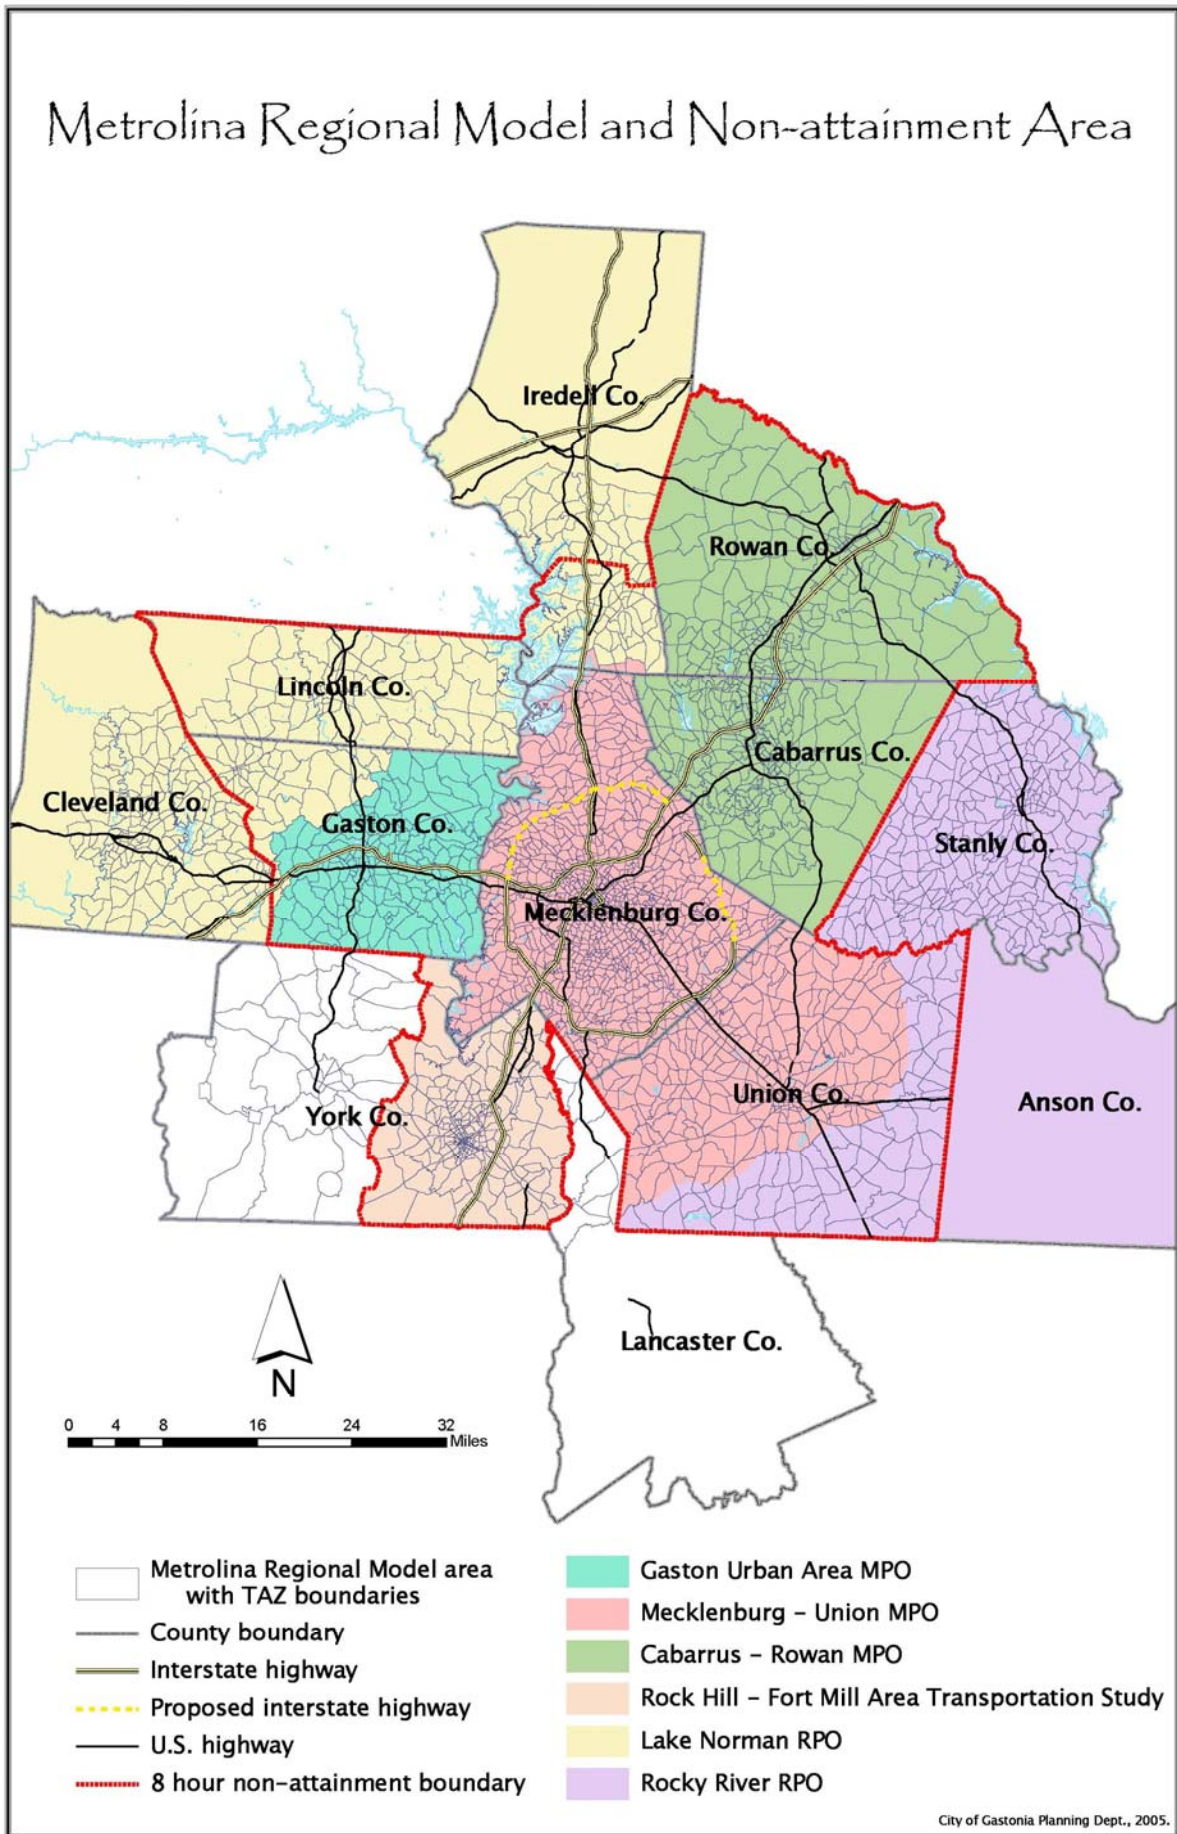 Metrolina Regional Model and Non-attainment Area
Iredell Co.
Rowan Co.
Lincoln Co.
Cabarrus Co.
Cleveland Co.
Gaston Co.
Stanly Co.
Mecklenburg Co.
Union Co.
Anson Co.
York Co.
Lancaster Co.
N
0 4 8 16 24 32
Miles
Metrolina Regional Model area
with TAZ boundaries
County boundary
Interstate highway
Proposed interstate highway
U.S. highway
8 hour non-attainment boundary
Gaston Urban Area MPO
Mecklenburg - Union MPO
Cabarrus - Rowan MPO
Rock Hill - Fort Mill Area Transportation Study
Lake Norman RPO
Rocky River RPO
City of Gastonia Planning Dept., 2005.